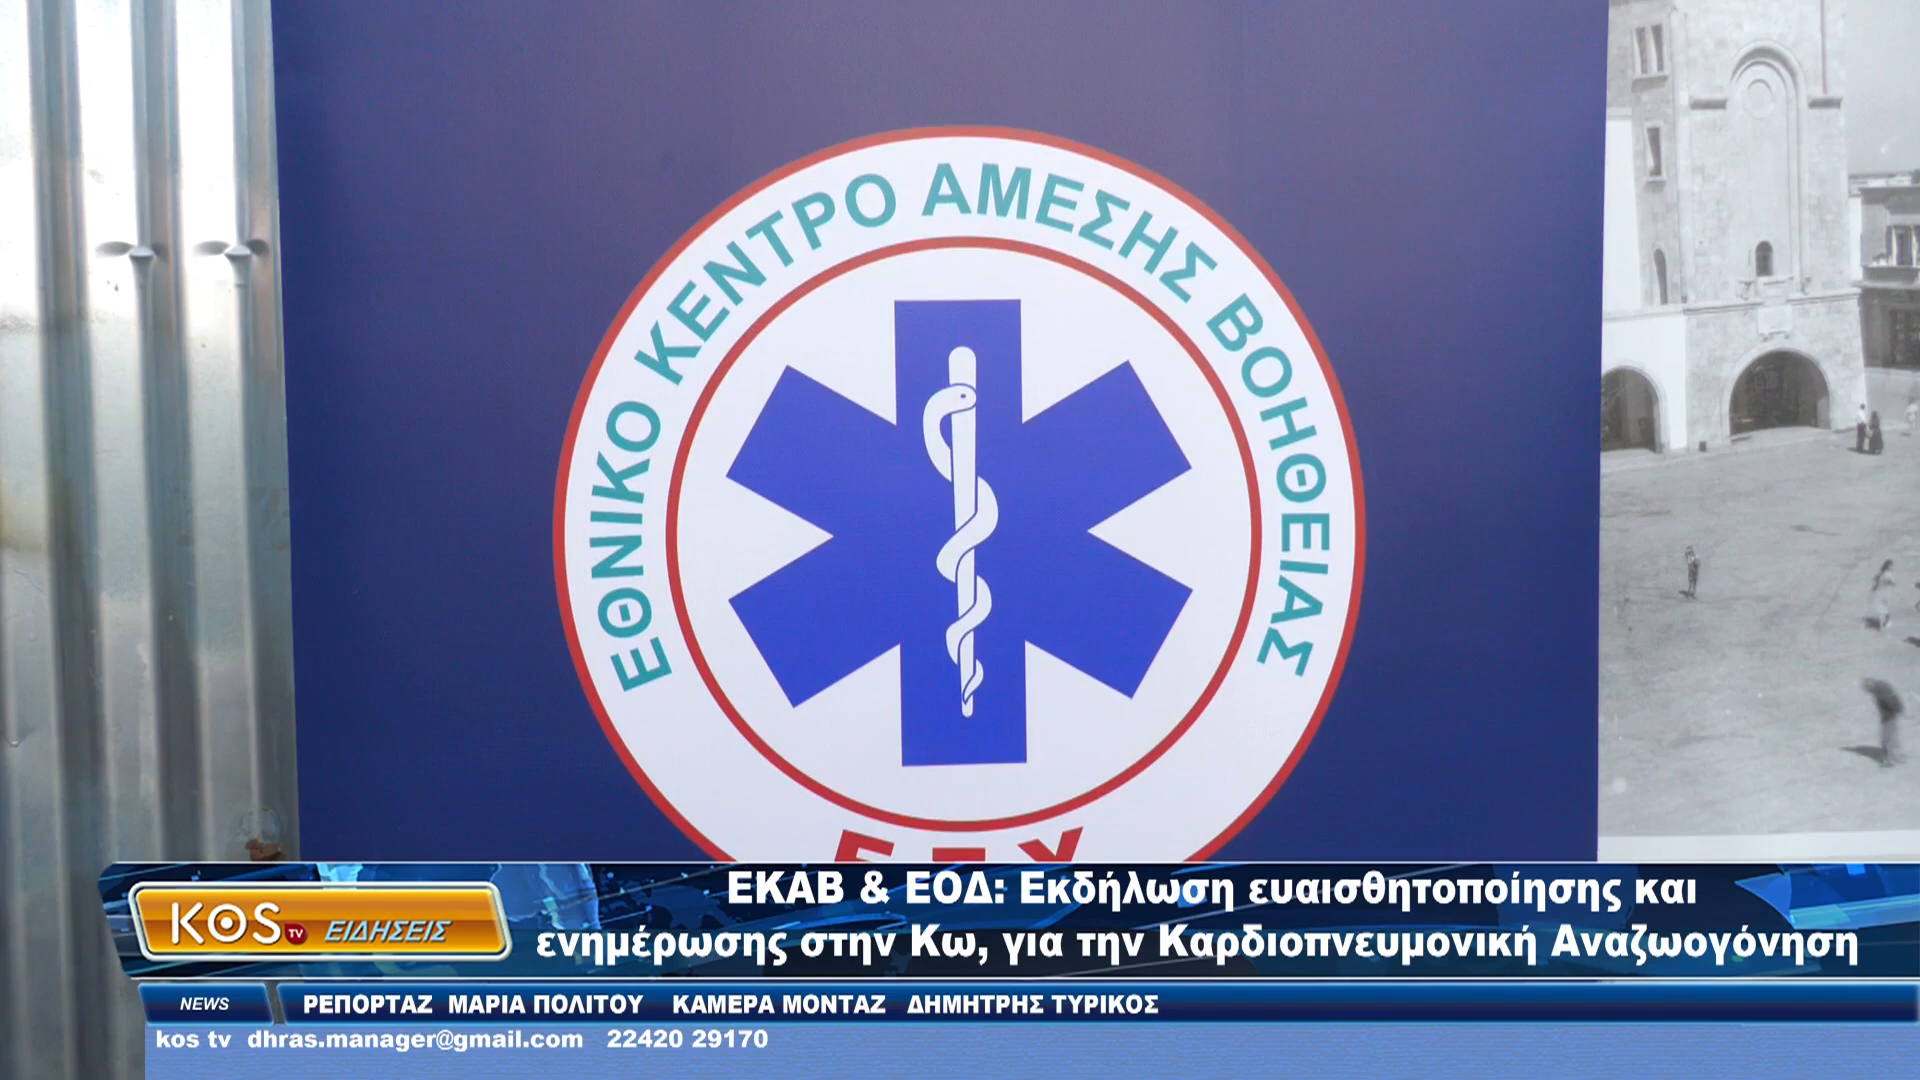 ΕΘΝΙΚΟ ΚΕΝΤΡΟ ΑΜΕΣΗΣ ΒΟΗΘΕΙΑΣ
ΕΚΑΒ & ΕΟΔ: Εκδήλωση ευαισθητοποίησης και
ενημέρωσης στην Κω, για την Καρδιοπνευμονική Αναζωογόνηση
KOS TV ΕΙΔΗΣΕΙΣ
NEWS
ΡΕΠΟΡΤΑΖ ΜΑΡΙΑ ΠΟΛΙΤΟΥ ΚΑΜΕΡΑ ΜΟΝΤΑΖ ΔΗΜΗΤΡΗΣ ΤΥΡΙΚΟΣ
kos tv dhras.manager@gmail.com 22420 29170